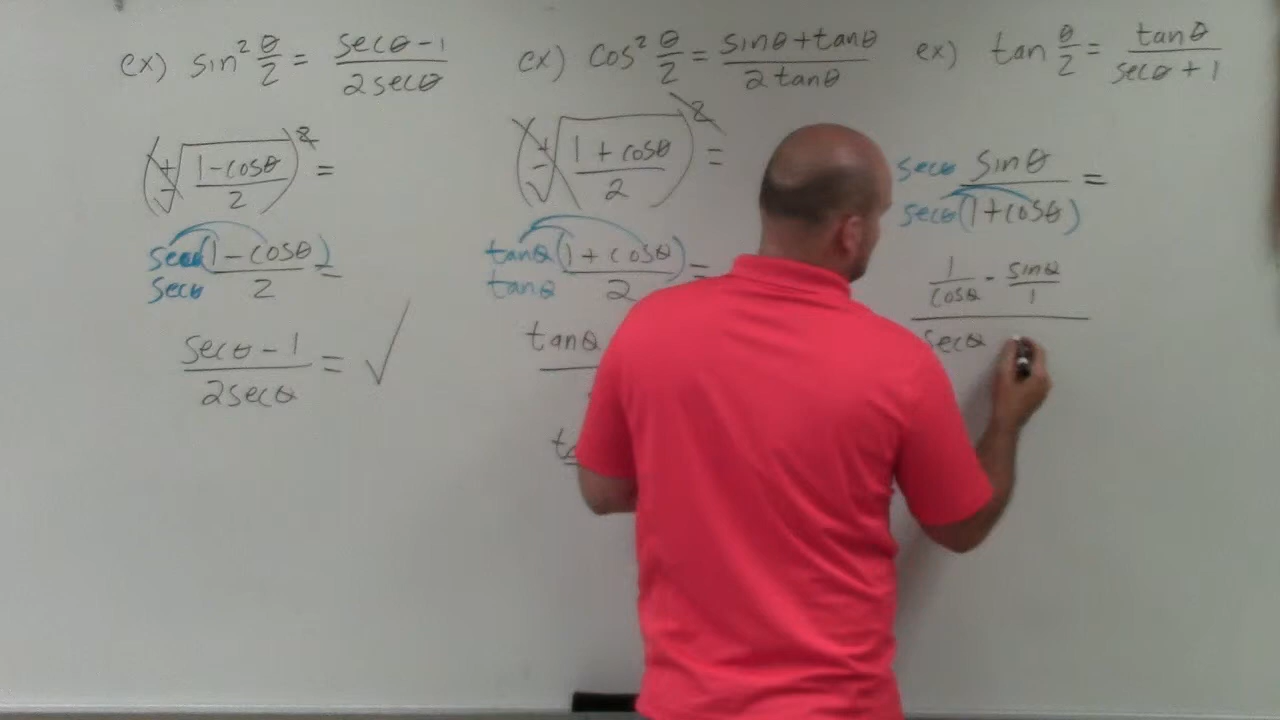 ex) sin² θ/2 = (secθ - 1)/(2secθ)
(±√((1 - cosθ)/2))² =
secθ(1 - cosθ)/(secθ 2) =
(secθ - 1)/(2secθ) = ✓
ex) cos² θ/2 = (sinθ + tanθ)/(2tanθ)
(±√((1 + cosθ)/2))² =
tanθ(1 + cosθ)/(tanθ 2) =
tanθ
ex) tan θ/2 = tanθ/(secθ + 1)
secθ sinθ/(secθ(1 + cosθ)) =
1/cosθ · sinθ/1
secθ